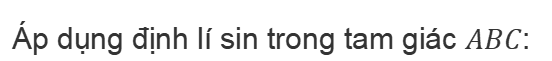 Áp dụng định lí sin trong tam giác ABC: